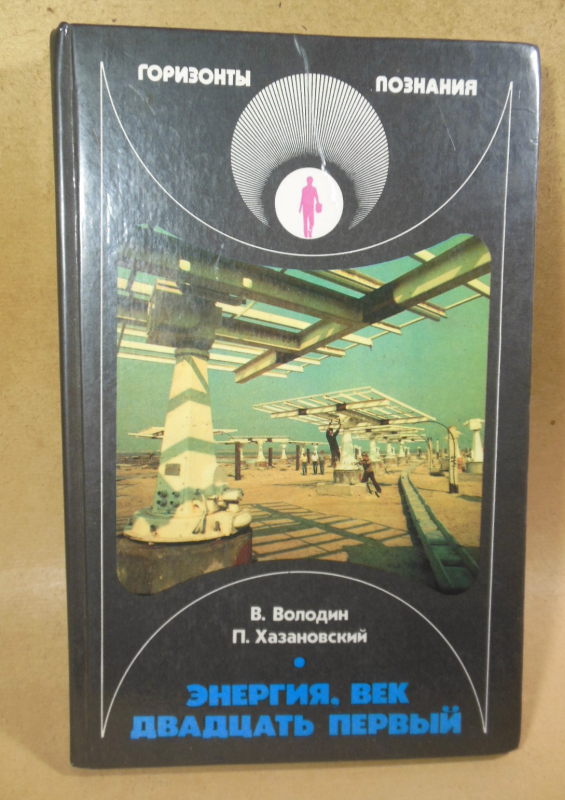 ГОРИЗОНТЫ ПОЗНАНИЯ
В. Володин
П. Хазановский
ЭНЕРГИЯ. ВЕК
ДВАДЦАТЬ ПЕРВЫЙ